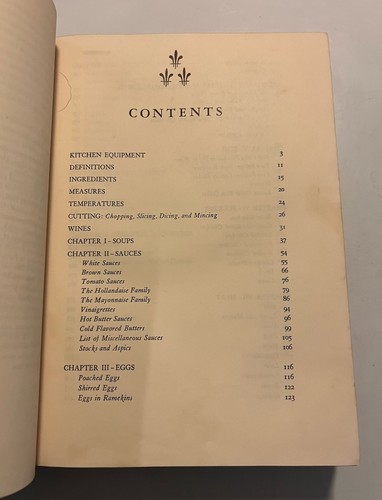 CONTENTS
KITCHEN EQUIPMENT 3
DEFINITIONS 11
INGREDIENTS 15
MEASURES 20
TEMPERATURES 24
CUTTING: Chopping, Slicing, Dicing, and Mincing 26
WINES 31
CHAPTER I–SOUPS 37
CHAPTER II–SAUCES 54
White Sauces 55
Brown Sauces 66
Tomato Sauces 76
The Hollandaise Family 79
The Mayonnaise Family 86
Vinaigrettes 94
Hot Butter Sauces 96
Cold Flavored Butters 99
List of Miscellaneous Sauces 105
Stocks and Aspics 106
CHAPTER III–EGGS 116
Poached Eggs 116
Shirred Eggs 122
Eggs in Ramekins 123